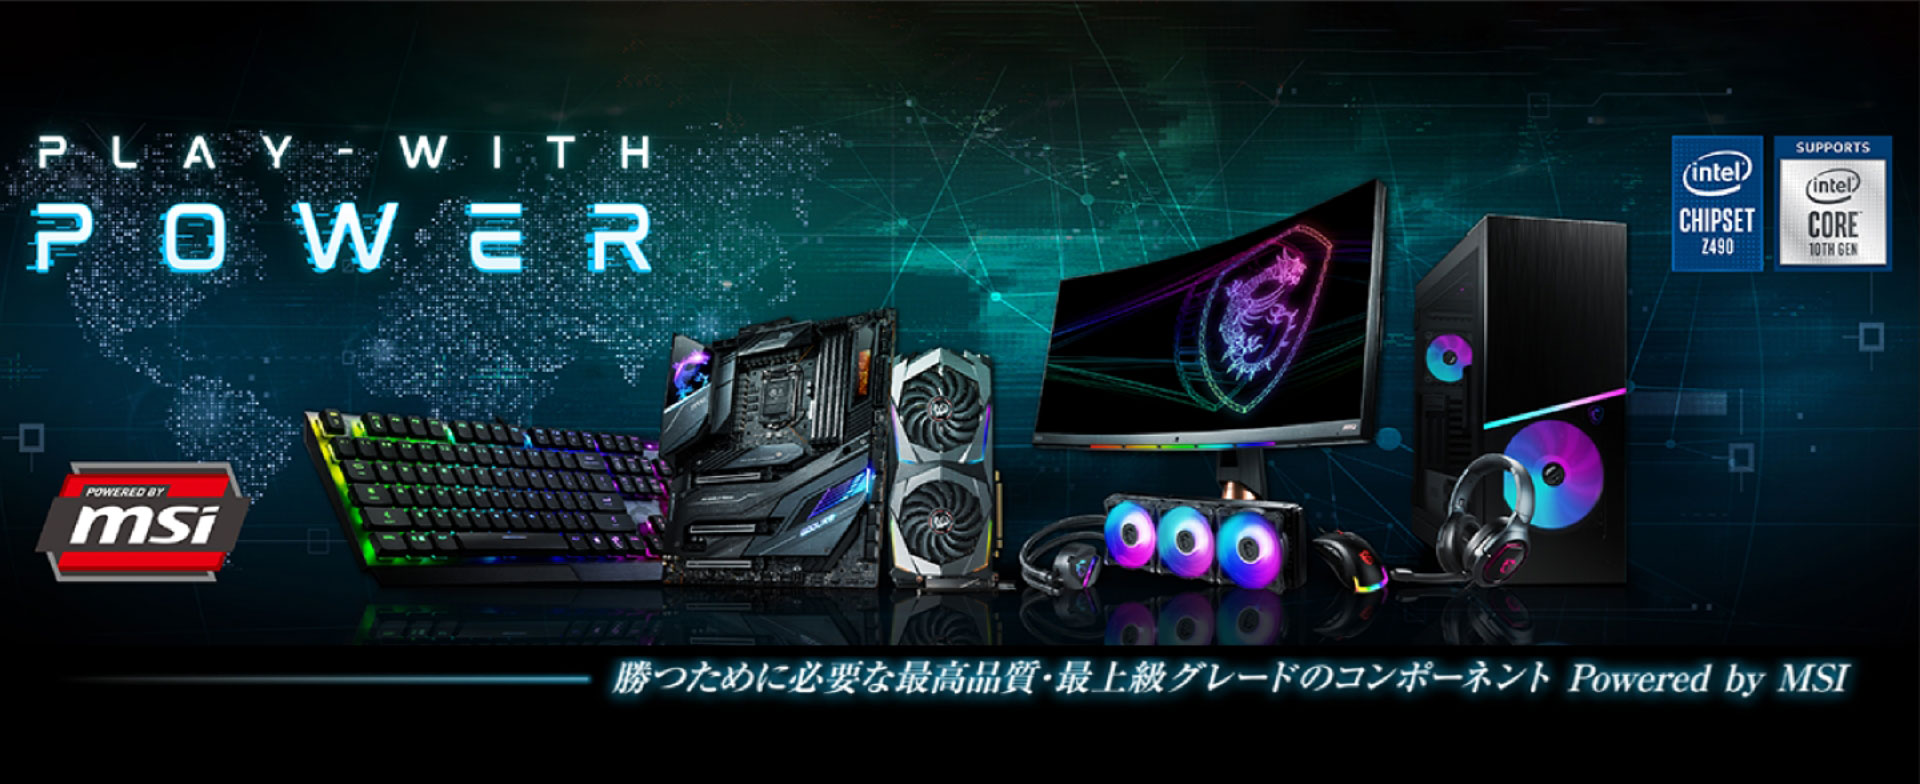 PLAY-WITH
POWER
intel
CHIPSET
Z490
SUPPORTS
intel
CORE
10TH GEN
POWERED BY
msi
勝つために必要な最高品質・最上級グレードのコンポーネント Powered by MSI